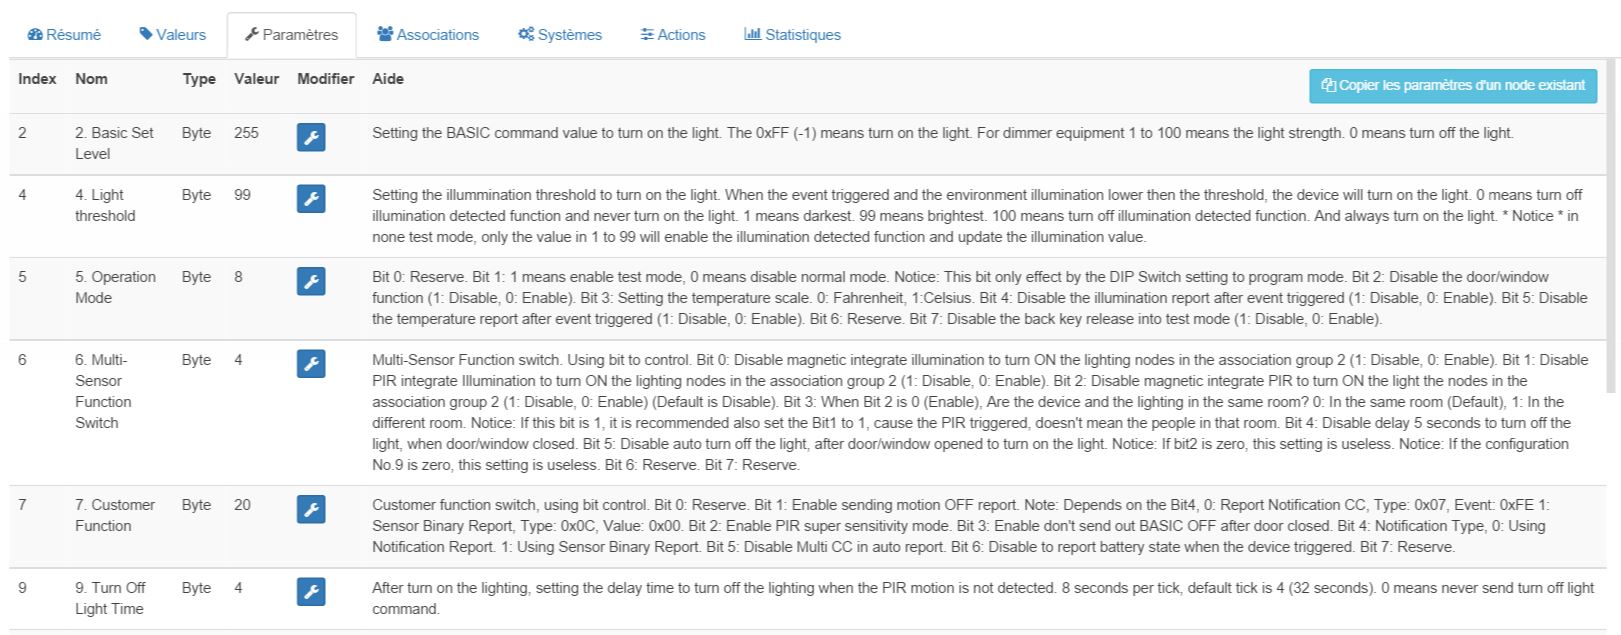 Résumé Valeurs Paramètres Associations Systèmes Actions Statistiques
Index Nom Type Valeur Modifier Aide Copier les paramètres d'un node existant
2 2. Basic Set Byte 255 Setting the BASIC command value to turn on the light. The 0xFF (-1) means turn on the light. For dimmer equipment 1 to 100 means the light strength. 0 means turn off the light.
Level
4 4. Light Byte 99 Setting the illummination threshold to turn on the light. When the event triggered and the environment illumination lower then the threshold, the device will turn on the light. 0 means turn off
threshold illumination detected function and never turn on the light. 1 means darkest. 99 means brightest. 100 means turn off illumination detected function. And always turn on the light. * Notice * in
none test mode, only the value in 1 to 99 will enable the illumination detected function and update the illumination value.
5 5. Operation Byte 8 Bit 0: Reserve. Bit 1: 1 means enable test mode, 0 means disable normal mode. Notice: This bit only effect by the DIP Switch setting to program mode. Bit 2: Disable the door/window
Mode function (1: Disable, 0: Enable). Bit 3: Setting the temperature scale. 0: Fahrenheit, 1:Celsius. Bit 4: Disable the illumination report after event triggered (1: Disable, 0: Enable). Bit 5: Disable
the temperature report after event triggered (1: Disable, 0: Enable). Bit 6: Reserve. Bit 7: Disable the back key release into test mode (1: Disable, 0: Enable).
6 6. Multi- Byte 4 Multi-Sensor Function switch. Using bit to control. Bit 0: Disable magnetic integrate illumination to turn ON the lighting nodes in the association group 2 (1: Disable, 0: Enable). Bit 1: Disable
Sensor PIR integrate Illumination to turn ON the lighting nodes in the association group 2 (1: Disable, 0: Enable). Bit 2: Disable magnetic integrate PIR to turn ON the light the nodes in the
Function association group 2 (1: Disable, 0: Enable) (Default is Disable). Bit 3: When Bit 2 is 0 (Enable), Are the device and the lighting in the same room? 0: In the same room (Default), 1: In the
Switch different room. Notice: If this bit is 1, it is recommended also set the Bit1 to 1, cause the PIR triggered, doesn't mean the people in that room. Bit 4: Disable delay 5 seconds to turn off the
light, when door/window closed. Bit 5: Disable auto turn off the light, after door/window opened to turn on the light. Notice: If bit2 is zero, this setting is useless. Notice: If the configuration
No.9 is zero, this setting is useless. Bit 6: Reserve. Bit 7: Reserve.
7 7. Customer Byte 20 Customer function switch, using bit control. Bit 0: Reserve. Bit 1: Enable sending motion OFF report. Note: Depends on the Bit4, 0: Report Notification CC, Type: 0x07, Event: 0xFE 1:
Function Sensor Binary Report, Type: 0x0C, Value: 0x00. Bit 2: Enable PIR super sensitivity mode. Bit 3: Enable don't send out BASIC OFF after door closed. Bit 4: Notification Type, 0: Using
Notification Report. 1: Using Sensor Binary Report. Bit 5: Disable Multi CC in auto report. Bit 6: Disable to report battery state when the device triggered. Bit 7: Reserve.
9 9. Turn Off Byte 4 After turn on the lighting, setting the delay time to turn off the lighting when the PIR motion is not detected. 8 seconds per tick, default tick is 4 (32 seconds). 0 means never send turn off light
Light Time command.